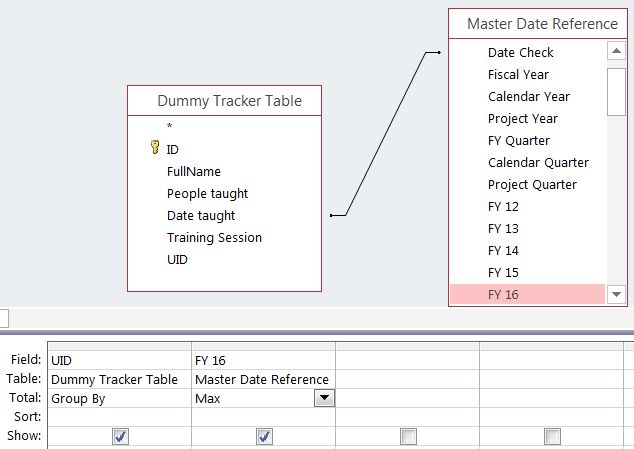 Dummy Tracker Table
*
ID
FullName
People taught
Date taught
Training Session
UID
Master Date Reference
Date Check
Fiscal Year
Calendar Year
Project Year
FY Quarter
Calendar Quarter
Project Quarter
FY 12
FY 13
FY 14
FY 15
FY 16
Field: UID FY 16
Table: Dummy Tracker Table Master Date Reference
Total: Group By Max
Sort:
Show: